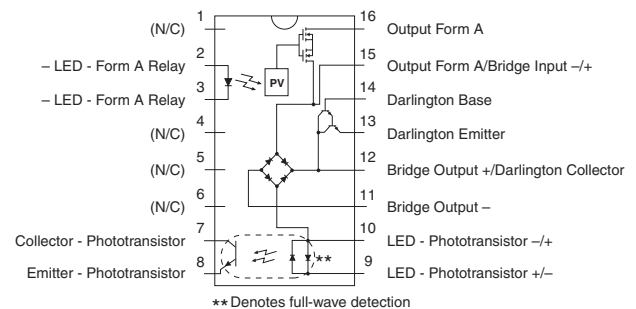 1
(N/C)
2
– LED - Form A Relay
3
– LED - Form A Relay
4
(N/C)
5
(N/C)
6
(N/C)
7
Collector - Phototransistor
8
Emitter - Phototransistor
PV
**
16
Output Form A
15
Output Form A/Bridge Input –/+
14
Darlington Base
13
Darlington Emitter
12
Bridge Output +/Darlington Collector
11
Bridge Output –
10
LED - Phototransistor –/+
9
LED - Phototransistor +/–
** Denotes full-wave detection